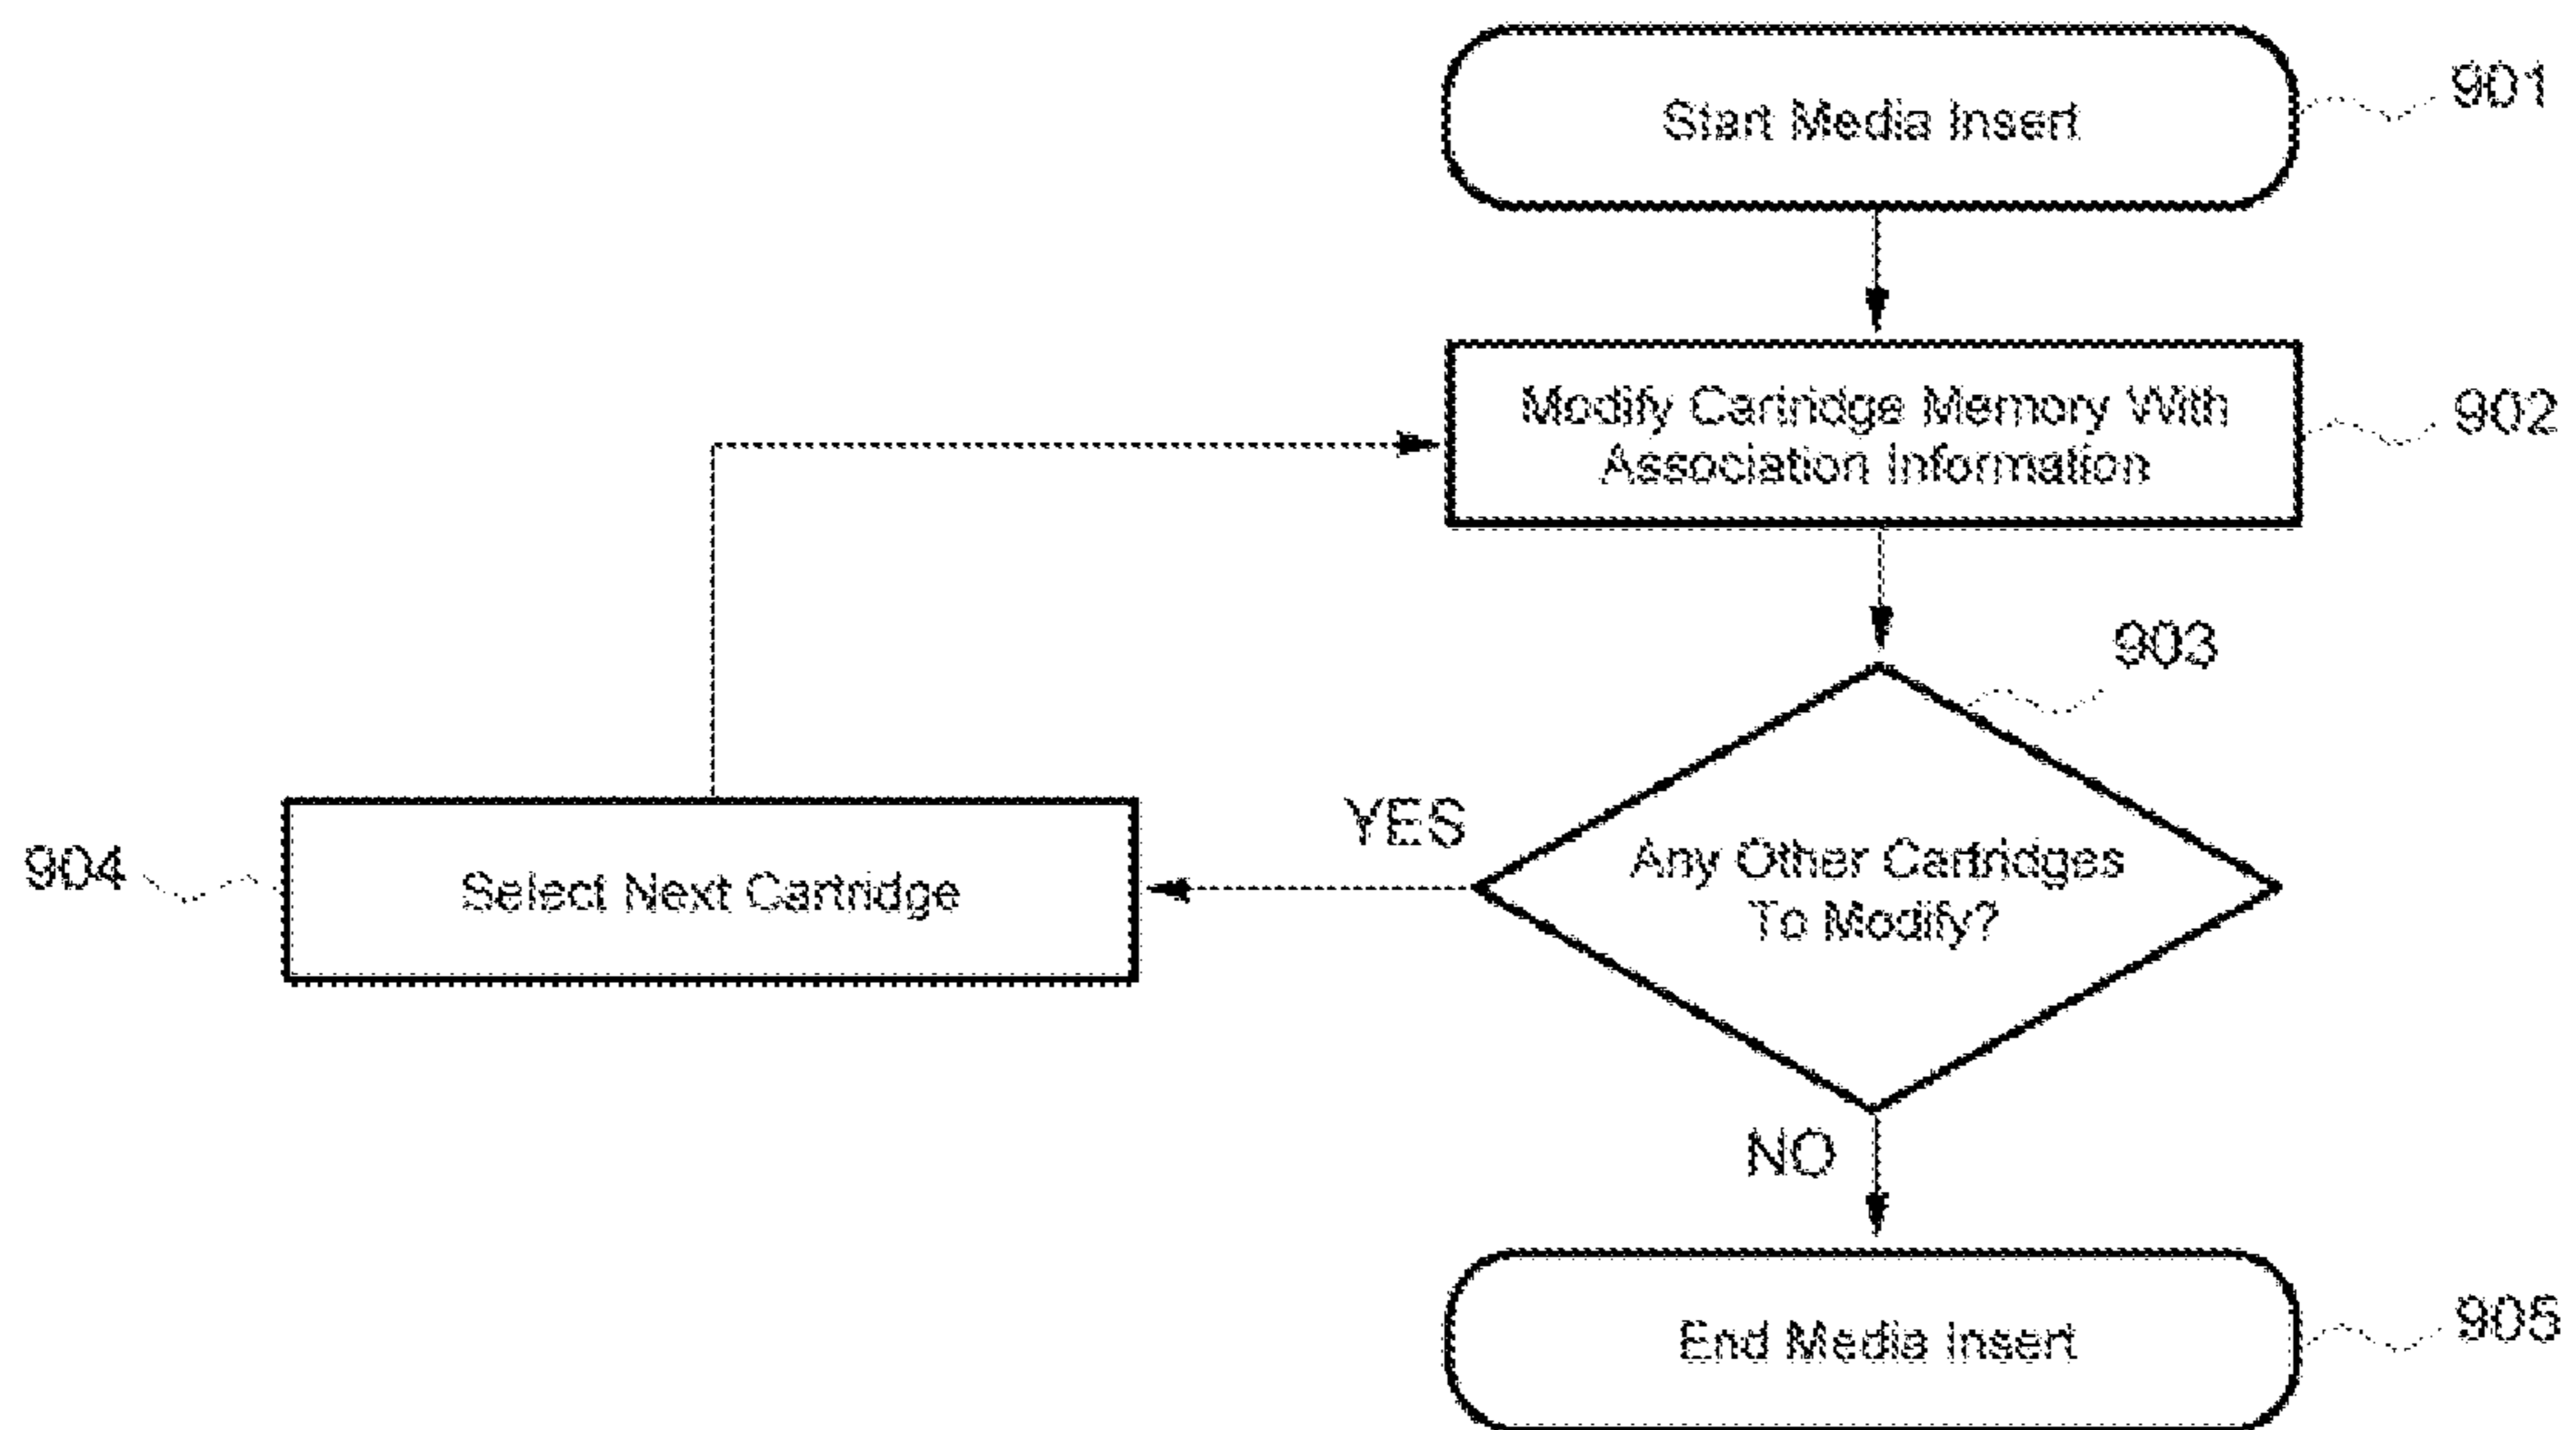 Start Media Insert
901
Modify Cartridge Memory With
Association Information
902
903
Any Other Cartridges
To Modify?
YES
904
Select Next Cartridge
NO
End Media Insert
905